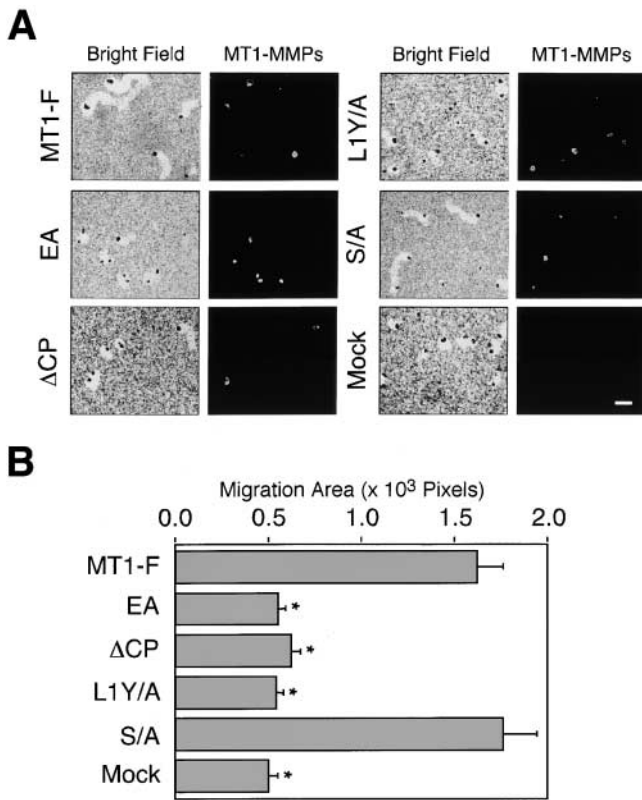 A
Bright Field MT1-MMPs Bright Field MT1-MMPs
MT1-F L1Y/A
EA S/A
ΔCP Mock
B
Migration Area (x 10³ Pixels)
0.0 0.5 1.0 1.5 2.0
MT1-F
EA *
ΔCP *
L1Y/A *
S/A
Mock *